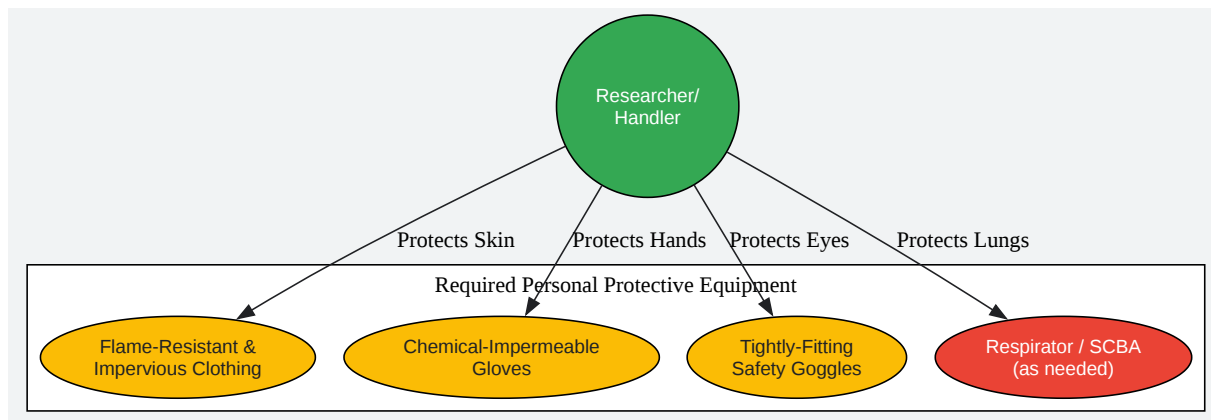 Researcher/
Handler
Protects Skin
Protects Hands
Protects Eyes
Protects Lungs
Required Personal Protective Equipment
Flame-Resistant &
Impervious Clothing
Chemical-Impermeable
Gloves
Tightly-Fitting
Safety Goggles
Respirator / SCBA
(as needed)